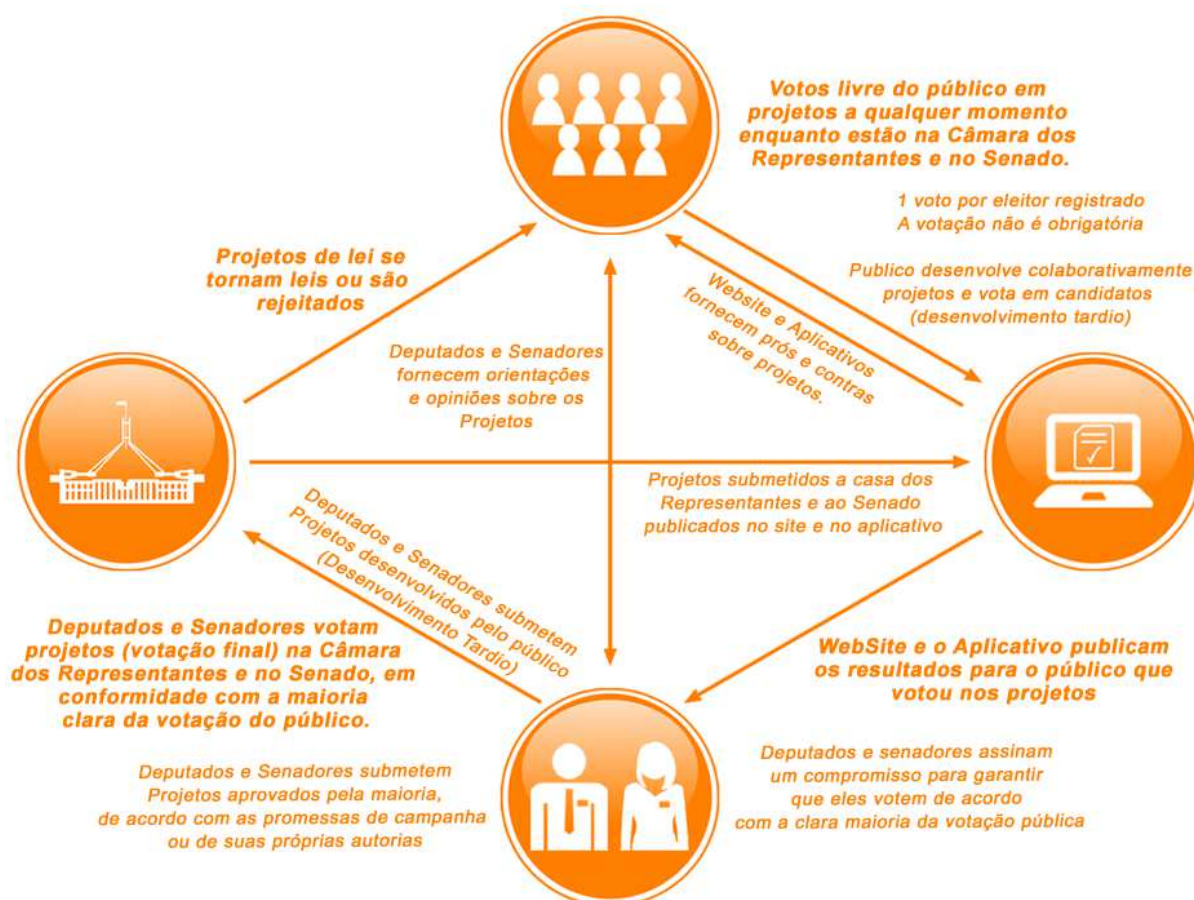 Votos livre do público em
projetos a qualquer momento
enquanto estão na Câmara dos
Representantes e no Senado.
1 voto por eleitor registrado
A votação não é obrigatória
Publico desenvolve colaborativamente
projetos e vota em candidatos
(desenvolvimento tardio)
Projetos de lei se
tornam leis ou são
rejeitados
Website e Aplicativos
fornecem prós e contras
sobre projetos.
Deputados e Senadores
fornecem orientações
e opiniões sobre os
Projetos
Projetos submetidos a casa dos
Representantes e ao Senado
publicados no site e no aplicativo
Deputados e Senadores submetem
Projetos desenvolvidos pelo público
(Desenvolvimento Tardio)
Deputados e Senadores votam
projetos (votação final) na Câmara
dos Representantes e no Senado, em
conformidade com a maioria
clara da votação do público.
Deputados e Senadores submetem
Projetos aprovados pela maioria,
de acordo com as promessas de campanha
ou de suas próprias autorias
WebSite e o Aplicativo publicam
os resultados para o público que
votou nos projetos
Deputados e senadores assinam
um compromisso para garantir
que eles votem de acordo
com a clara maioria da votação pública